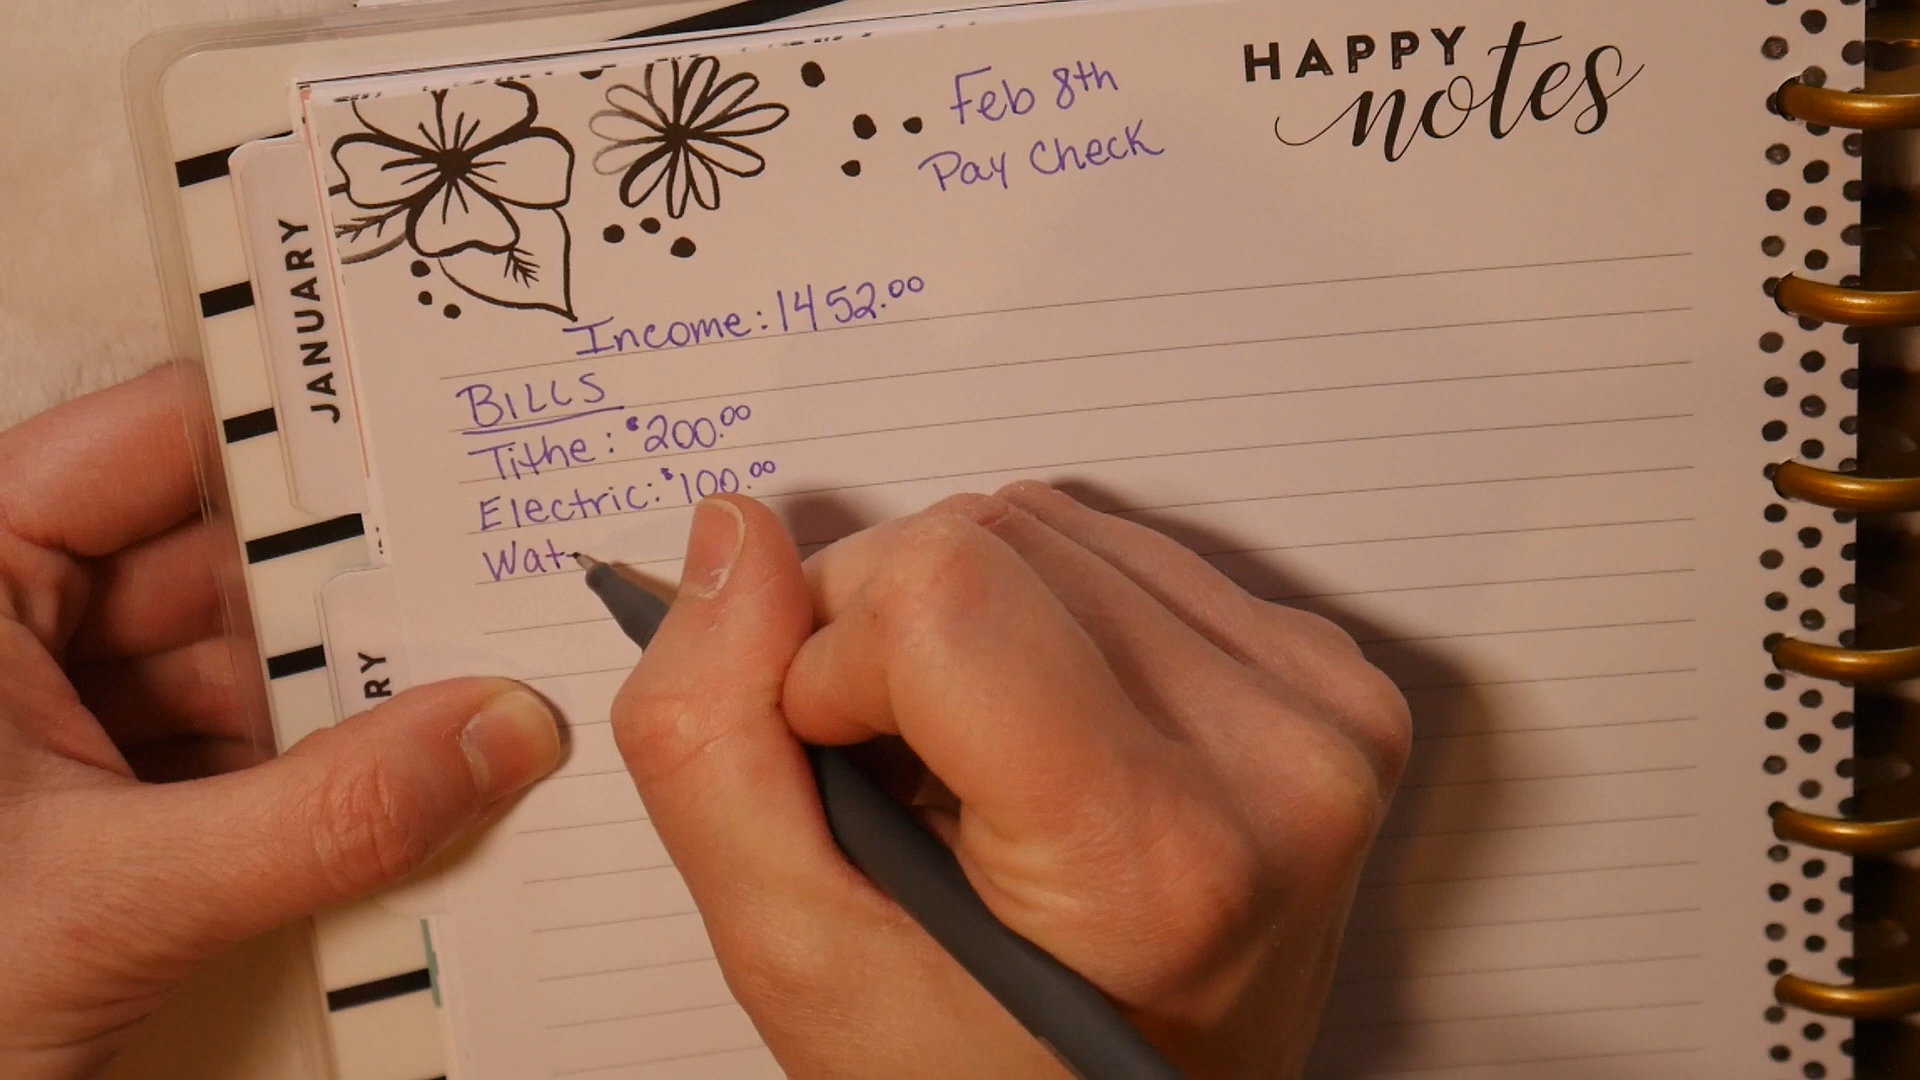 HAPPY
notes
Feb 8th
Pay Check
JANUARY
Income: 1452.00
BILLS
Tithe: $200.00
Electric: $100.00
Wat
RY